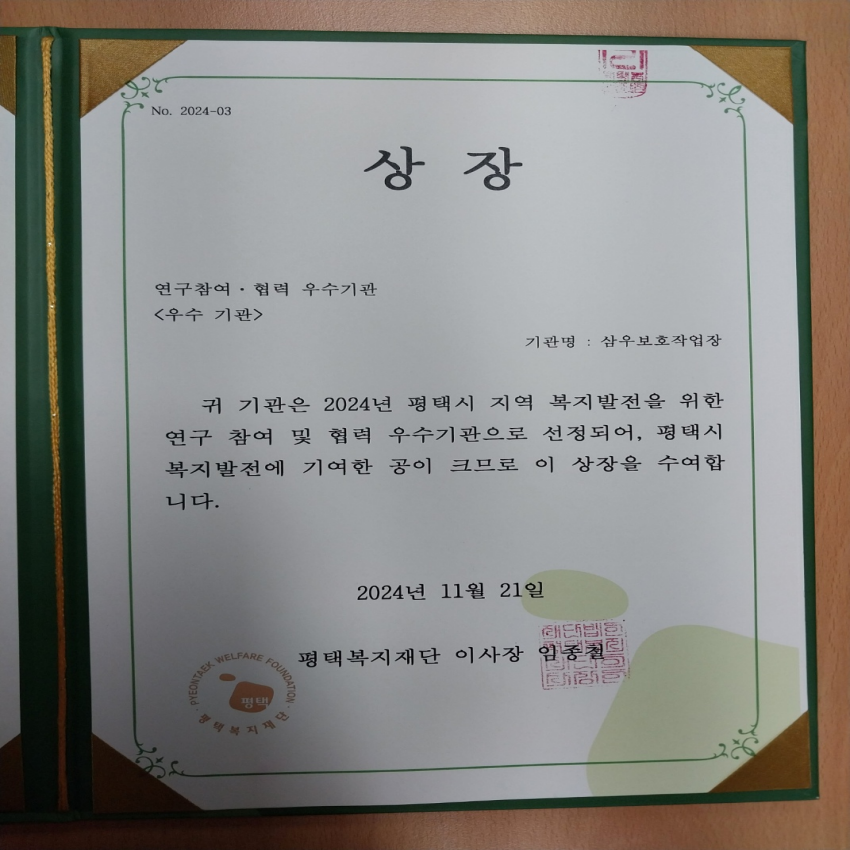 No. 2024-03
상 장
연구참여·협력 우수기관
<우수 기관>
기관명 : 삼우보호작업장
귀 기관은 2024년 평택시 지역 복지발전을 위한
연구 참여 및 협력 우수기관으로 선정되어, 평택시
복지발전에 기여한 공이 크므로 이 상장을 수여합
니다.
2024년 11월 21일
평택복지재단 이사장 임종철
PYEONTAEK WELFARE FOUNDATION
평택
평택복지재단